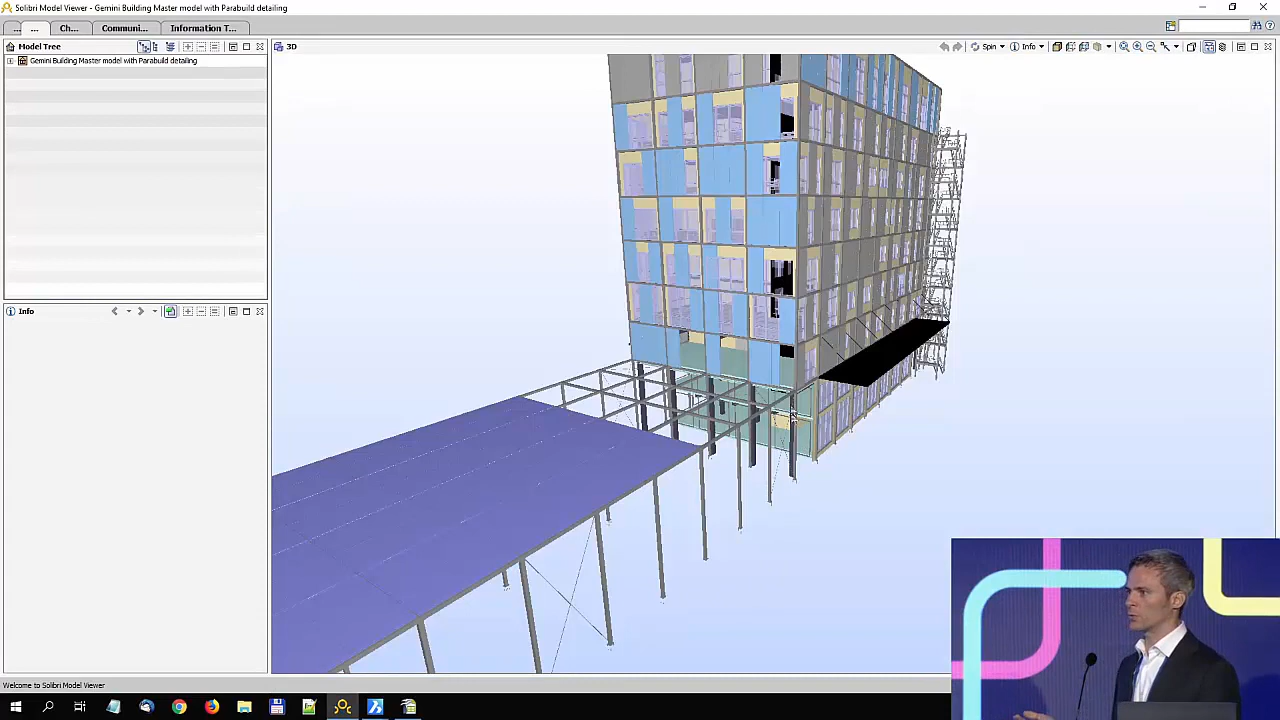 Solibri Model Viewer - Gemini Building Master model with Parabuild detailing
... ... Ch... Communi... Information T...
Model Tree
3D
Spin
Info
Gemini Building Master model with Parabuild detailing
Info
Welcome to Solibri Model Viewer